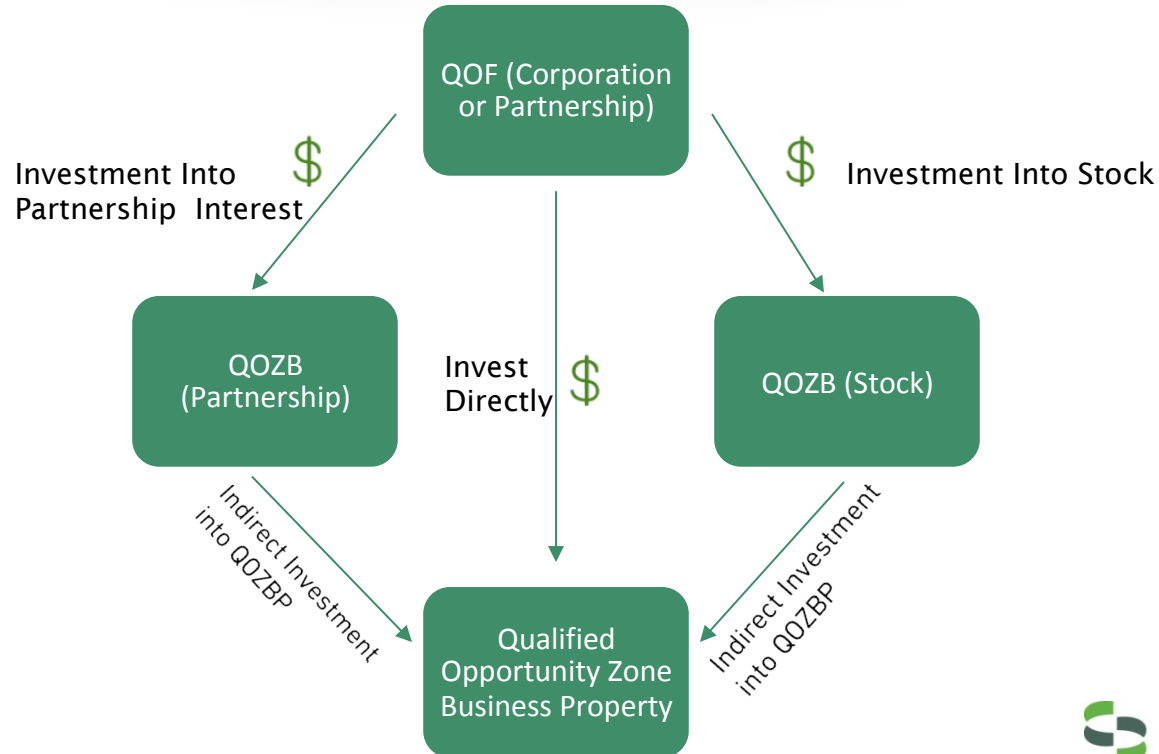 QOF (Corporation
or Partnership)
$
Investment Into
Partnership Interest
$
Investment Into Stock
QOZB
(Partnership)
Invest
Directly
$
QOZB (Stock)
Indirect Investment
into QOZBP
Indirect Investment
into QOZBP
Qualified
Opportunity Zone
Business Property